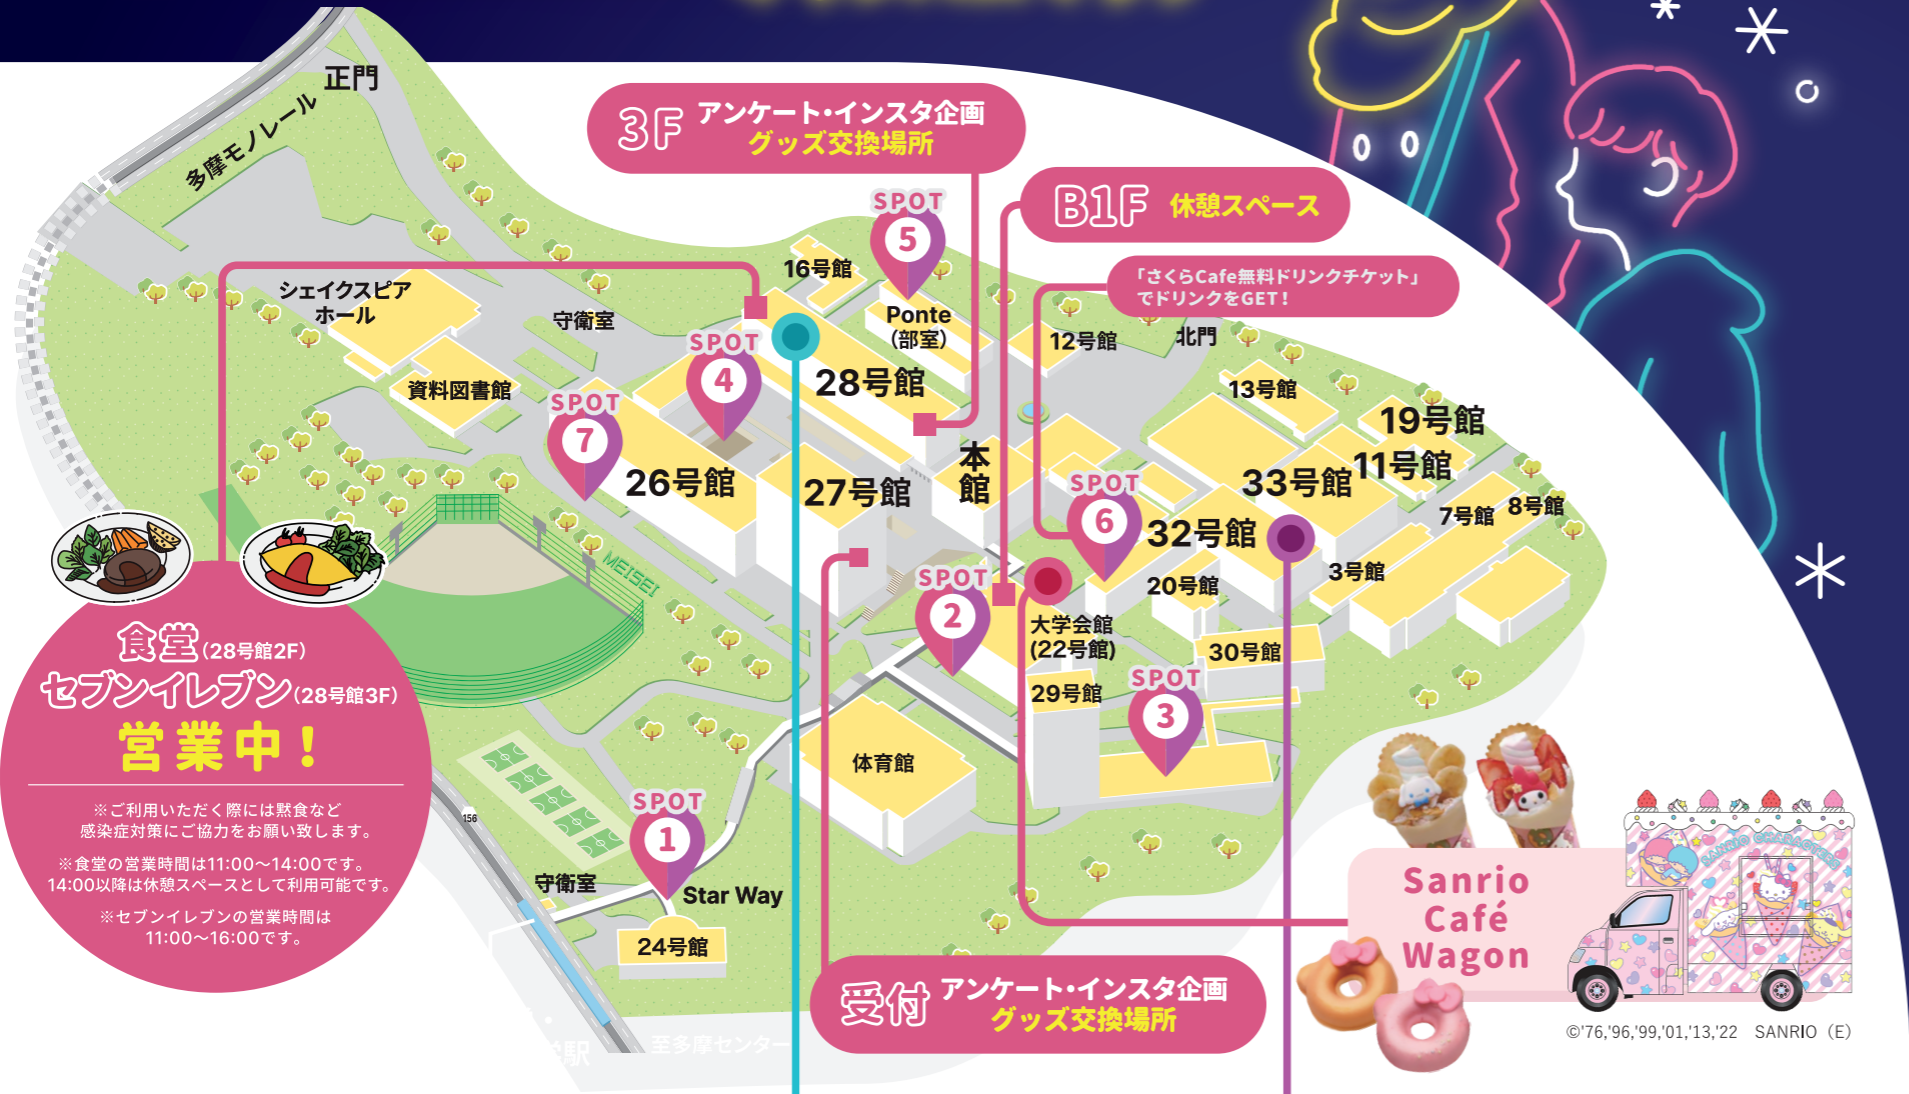 正門
多摩モノレール
3F アンケート・インスタ企画
グッズ交換場所
B1F 休憩スペース
「さくらCafe無料ドリンクチケット」
でドリンクをGET！
SPOT
5
16号館
Ponte
（部室）
12号館
北門
シェイクスピア
ホール
守衛室
資料図書館
SPOT
4
28号館
13号館
19号館
11号館
SPOT
7
26号館
27号館
本館
SPOT
6
33号館
32号館
7号館
8号館
3号館
20号館
MEISEI
SPOT
2
大学会館
(22号館)
30号館
29号館
SPOT
3
体育館
食堂（28号館2F）
セブンイレブン（28号館3F）
営業中！
※ご利用いただく際には黙食など
感染症対策にご協力をお願い致します。
※食堂の営業時間は11:00〜14:00です。
14:00以降は休憩スペースとして利用可能です。
※セブンイレブンの営業時間は
11:00〜16:00です。
156
SPOT
1
守衛室
Star Way
24号館
駅
至多摩センター
受付 アンケート・インスタ企画
グッズ交換場所
Sanrio
Café
Wagon
SANRIO CHARACTERS
©'76,'96,'99,'01,'13,'22　SANRIO（E）